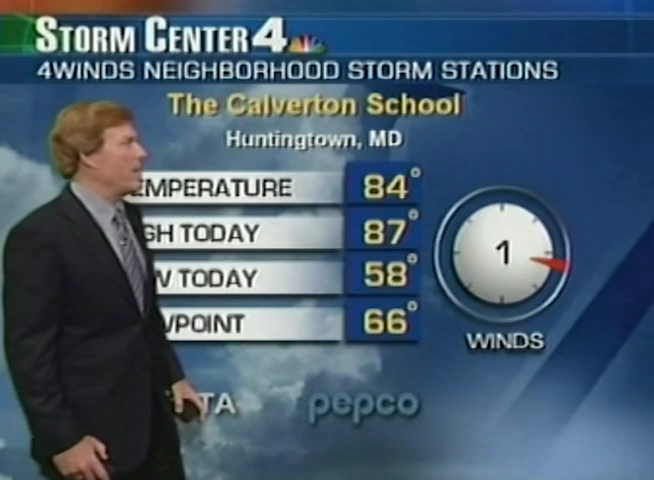 STORM CENTER 4
4WINDS NEIGHBORHOOD STORM STATIONS
The Calverton School
Huntingtown, MD
EMPERATURE 84°
GH TODAY 87°
W TODAY 58°
WPOINT 66°
1
WINDS
TA pepco